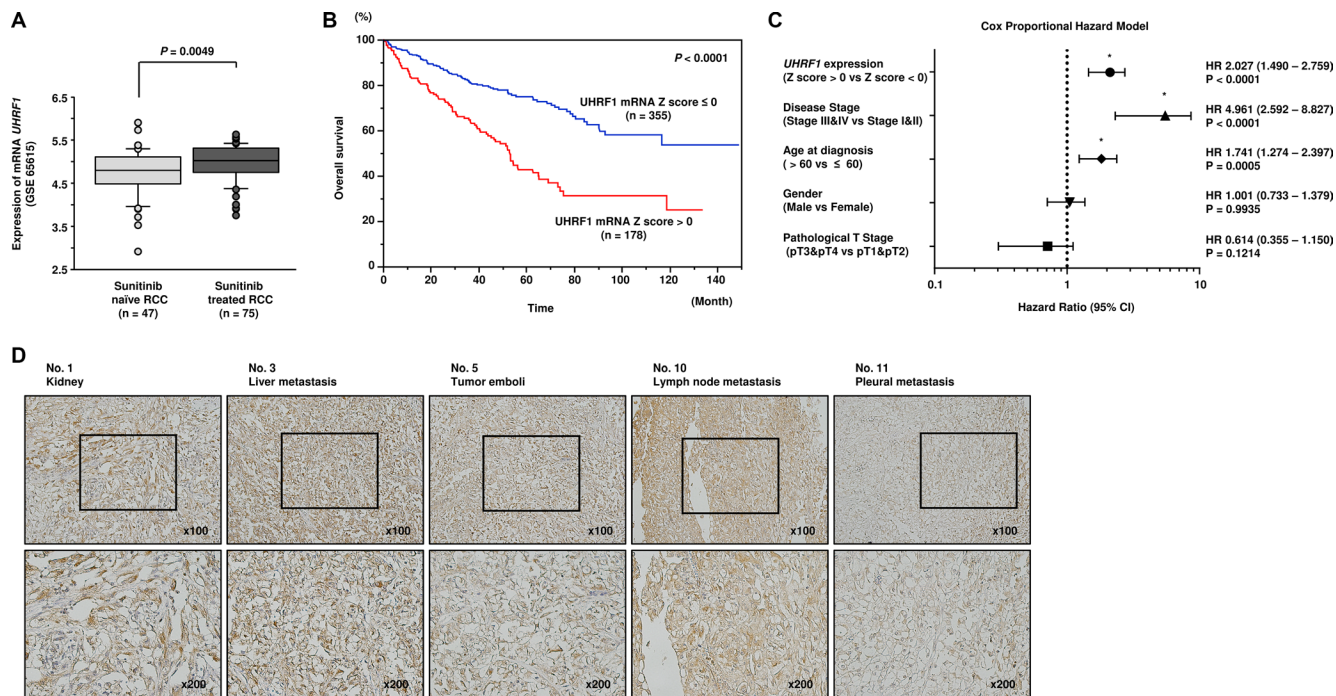 A
P = 0.0049
Expression of mRNA UHRF1
(GSE 65615)
6.5
5.5
4.5
3.5
2.5
Sunitinib
naïve RCC
(n = 47)
Sunitinib
treated RCC
(n = 75)
B
(%)
P < 0.0001
Overall survival
100
80
60
40
20
0
UHRF1 mRNA Z score ≤ 0
(n = 355)
UHRF1 mRNA Z score > 0
(n = 178)
0
20
40
60
80
100
120
140
Time
(Month)
C
Cox Proportional Hazard Model
UHRF1 expression
(Z score > 0 vs Z score < 0)
*
HR 2.027 (1.490 – 2.759)
P < 0.0001
Disease Stage
(Stage III&IV vs Stage I&II)
*
HR 4.961 (2.592 – 8.827)
P < 0.0001
Age at diagnosis
( > 60 vs ≤ 60)
*
HR 1.741 (1.274 – 2.397)
P = 0.0005
Gender
(Male vs Female)
HR 1.001 (0.733 – 1.379)
P = 0.9935
Pathological T Stage
(pT3&pT4 vs pT1&pT2)
HR 0.614 (0.355 – 1.150)
P = 0.1214
0.1
1
10
Hazard Ratio (95% CI)
D
No. 1
Kidney
No. 3
Liver metastasis
No. 5
Tumor emboli
No. 10
Lymph node metastasis
No. 11
Pleural metastasis
x100
x100
x100
x100
x100
x200
x200
x200
x200
x200